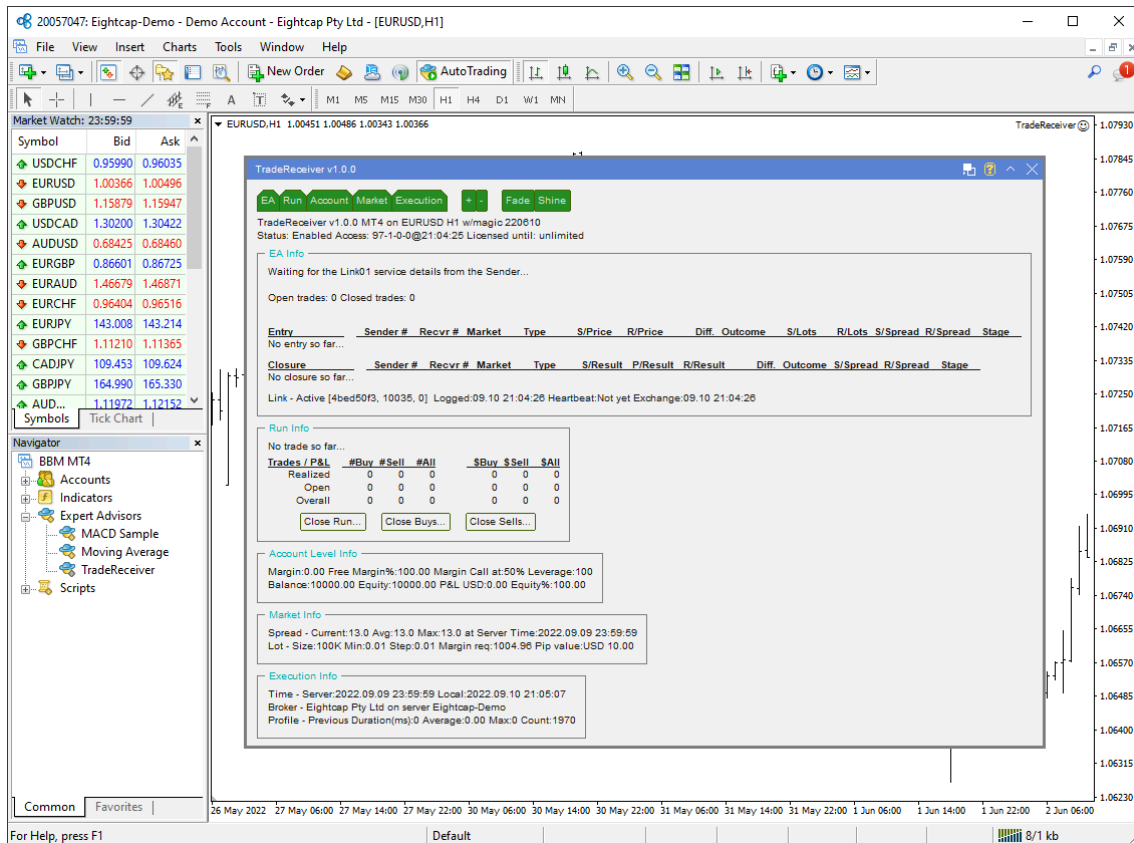 20057047: Eightcap-Demo - Demo Account - Eightcap Pty Ltd - [EURUSD,H1]
File View Insert Charts Tools Window Help
New Order AutoTrading 1
E F A T M1 M5 M15 M30 H1 H4 D1 W1 MN
Market Watch: 23:59:59
Symbol Bid Ask
USDCHF 0.95990 0.96035
EURUSD 1.00366 1.00496
GBPUSD 1.15879 1.15947
USDCAD 1.30200 1.30422
AUDUSD 0.68425 0.68460
EURGBP 0.86601 0.86725
EURAUD 1.46679 1.46871
EURCHF 0.96404 0.96516
EURJPY 143.008 143.214
GBPCHF 1.11210 1.11365
CADJPY 109.453 109.624
GBPJPY 164.990 165.330
AUD... 1.11972 1.12152
Symbols Tick Chart
Navigator
BBM MT4
Accounts
Indicators
Expert Advisors
MACD Sample
Moving Average
TradeReceiver
Scripts
Common Favorites
EURUSD,H1 1.00451 1.00486 1.00343 1.00366
TradeReceiver
TradeReceiver v1.0.0
EA Run Account Market Execution + - Fade Shine
TradeReceiver v1.0.0 MT4 on EURUSD H1 w/magic 220610
Status: Enabled Access: 97-1-0-0@21:04:25 Licensed until: unlimited
EA Info
Waiting for the Link01 service details from the Sender...
Open trades: 0 Closed trades: 0
Entry Sender # Recvr # Market Type S/Price R/Price Diff. Outcome S/Lots R/Lots S/Spread R/Spread Stage
No entry so far...
Closure Sender # Recvr # Market Type S/Result P/Result R/Result Diff. Outcome S/Spread R/Spread Stage
No closure so far...
Link - Active [4bed50f3, 10035, 0] Logged:09.10 21:04:26 Heartbeat:Not yet Exchange:09.10 21:04:26
Run Info
No trade so far...
Trades / P&L #Buy #Sell #All $Buy $Sell $All
Realized 0 0 0 0 0 0
Open 0 0 0 0 0 0
Overall 0 0 0 0 0 0
Close Run... Close Buys... Close Sells...
Account Level Info
Margin:0.00 Free Margin%:100.00 Margin Call at:50% Leverage:100
Balance:10000.00 Equity:10000.00 P&L USD:0.00 Equity%:100.00
Market Info
Spread - Current:13.0 Avg:13.0 Max:13.0 at Server Time:2022.09.09 23:59:59
Lot - Size:100K Min:0.01 Step:0.01 Margin req:1004.96 Pip value:USD 10.00
Execution Info
Time - Server:2022.09.09 23:59:59 Local:2022.09.10 21:05:07
Broker - Eightcap Pty Ltd on server Eightcap-Demo
Profile - Previous Duration(ms):0 Average:0.00 Max:0 Count:1970
1.07930
1.07845
1.07760
1.07675
1.07590
1.07505
1.07420
1.07335
1.07250
1.07165
1.07080
1.06995
1.06910
1.06825
1.06740
1.06655
1.06570
1.06485
1.06400
1.06315
1.06230
26 May 2022 27 May 06:00 27 May 14:00 27 May 22:00 30 May 06:00 30 May 14:00 30 May 22:00 31 May 06:00 31 May 14:00 31 May 22:00 1 Jun 06:00 1 Jun 14:00 1 Jun 22:00 2 Jun 06:00
For Help, press F1 Default 8/1 kb